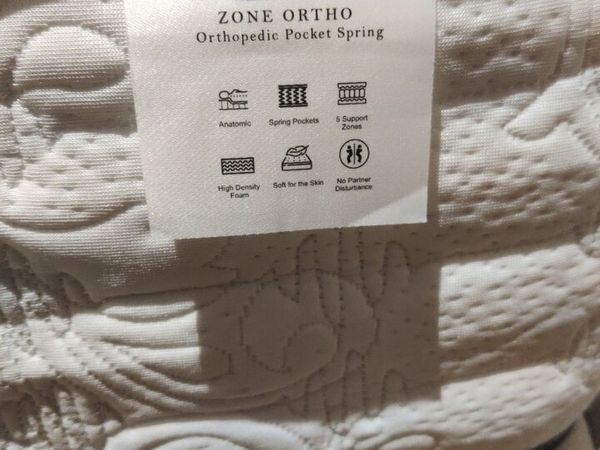 ZONE ORTHO
Orthopedic Pocket Spring
Anatomic
Spring Pockets
5 Support
Zones
High Density
Foam
Soft for the Skin
No Partner
Disturbance